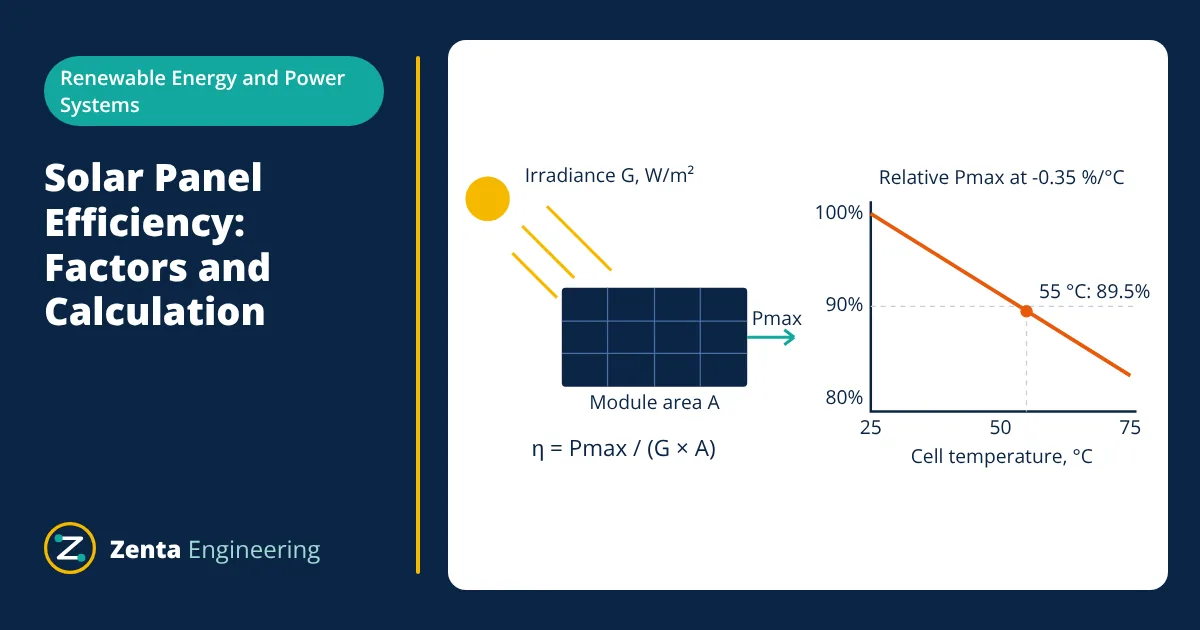 Renewable Energy and Power
Systems
Solar Panel
Efficiency:
Factors and
Calculation
Zenta Engineering
Irradiance G, W/m²
Pmax
Module area A
η = Pmax / (G × A)
Relative Pmax at -0.35 %/°C
100%
90%
80%
55 °C: 89.5%
25 50 75
Cell temperature, °C